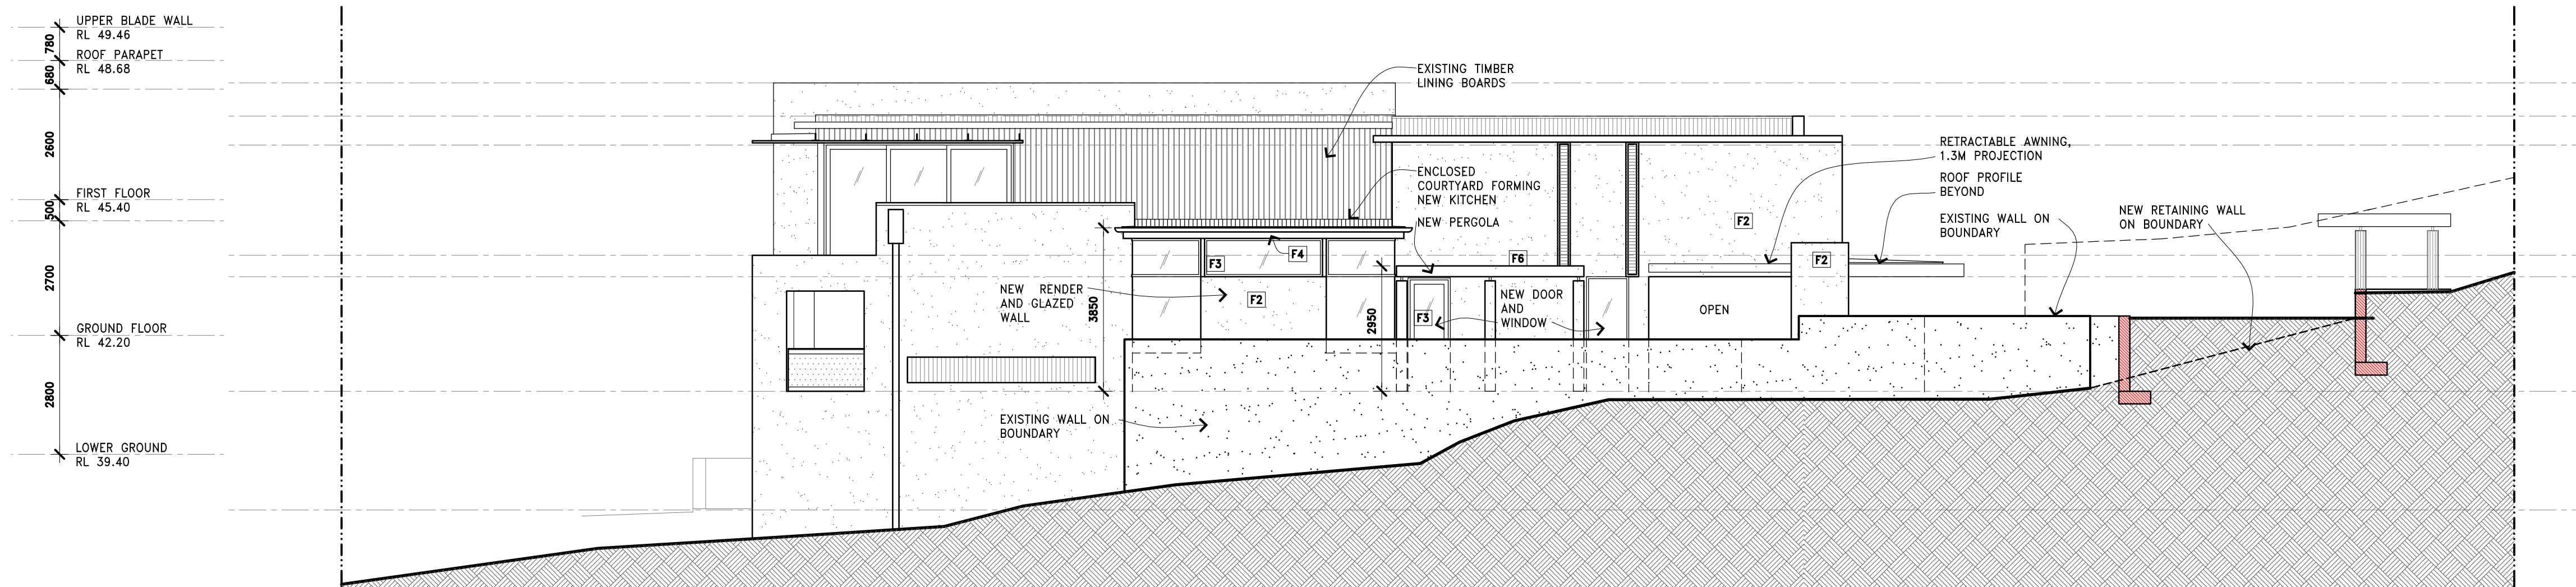 UPPER BLADE WALL
RL 49.46
780
ROOF PARAPET
RL 48.68
680
2600
FIRST FLOOR
RL 45.40
500
2700
GROUND FLOOR
RL 42.20
2800
LOWER GROUND
RL 39.40
EXISTING TIMBER
LINING BOARDS
ENCLOSED
COURTYARD FORMING
NEW KITCHEN
NEW PERGOLA
RETRACTABLE AWNING,
1.3M PROJECTION
ROOF PROFILE
BEYOND
EXISTING WALL ON
BOUNDARY
NEW RETAINING WALL
ON BOUNDARY
F2
F2
F6
F4
F3
F2
NEW RENDER
AND GLAZED
WALL
3850
2950
F3
NEW DOOR
AND
WINDOW
OPEN
EXISTING WALL ON
BOUNDARY